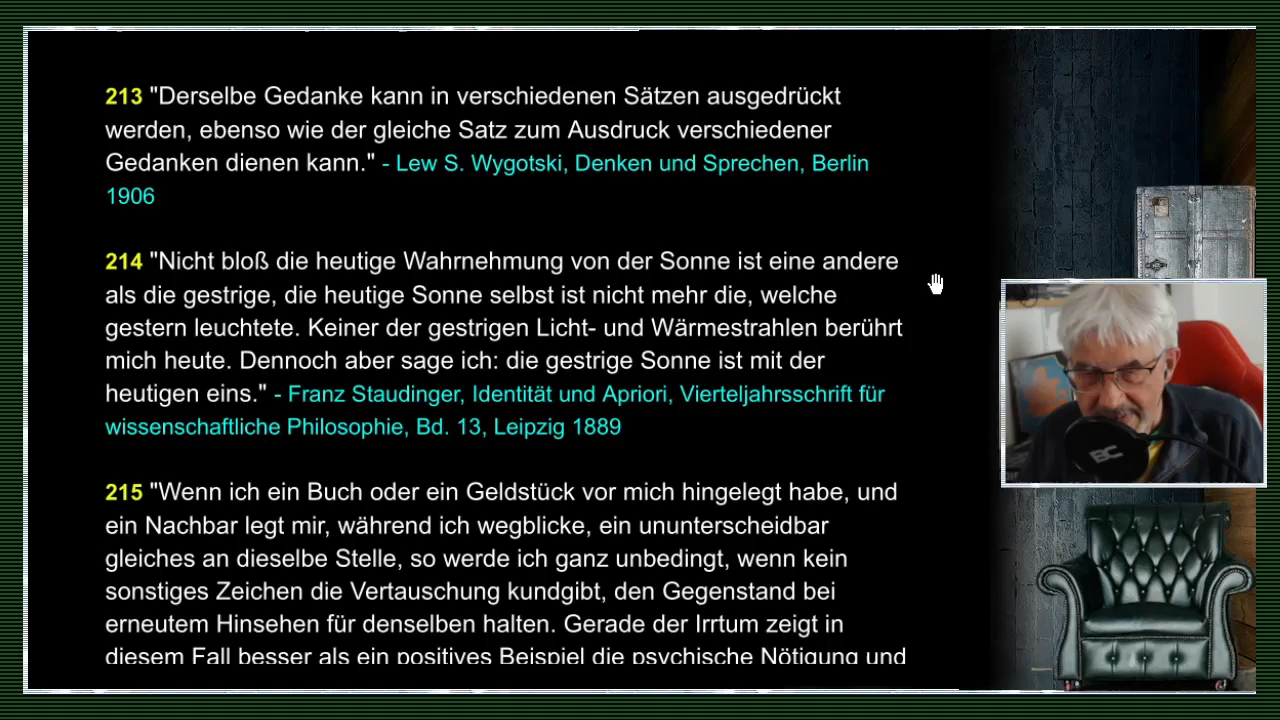 213 "Derselbe Gedanke kann in verschiedenen Sätzen ausgedrückt
werden, ebenso wie der gleiche Satz zum Ausdruck verschiedener
Gedanken dienen kann." - Lew S. Wygotski, Denken und Sprechen, Berlin
1906
214 "Nicht bloß die heutige Wahrnehmung von der Sonne ist eine andere
als die gestrige, die heutige Sonne selbst ist nicht mehr die, welche
gestern leuchtete. Keiner der gestrigen Licht- und Wärmestrahlen berührt
mich heute. Dennoch aber sage ich: die gestrige Sonne ist mit der
heutigen eins." - Franz Staudinger, Identität und Apriori, Vierteljahrsschrift für
wissenschaftliche Philosophie, Bd. 13, Leipzig 1889
215 "Wenn ich ein Buch oder ein Geldstück vor mich hingelegt habe, und
ein Nachbar legt mir, während ich wegblicke, ein ununterscheidbar
gleiches an dieselbe Stelle, so werde ich ganz unbedingt, wenn kein
sonstiges Zeichen die Vertauschung kundgibt, den Gegenstand bei
erneutem Hinsehen für denselben halten. Gerade der Irrtum zeigt in
diesem Fall besser als ein positives Beispiel die psychische Nötigung und